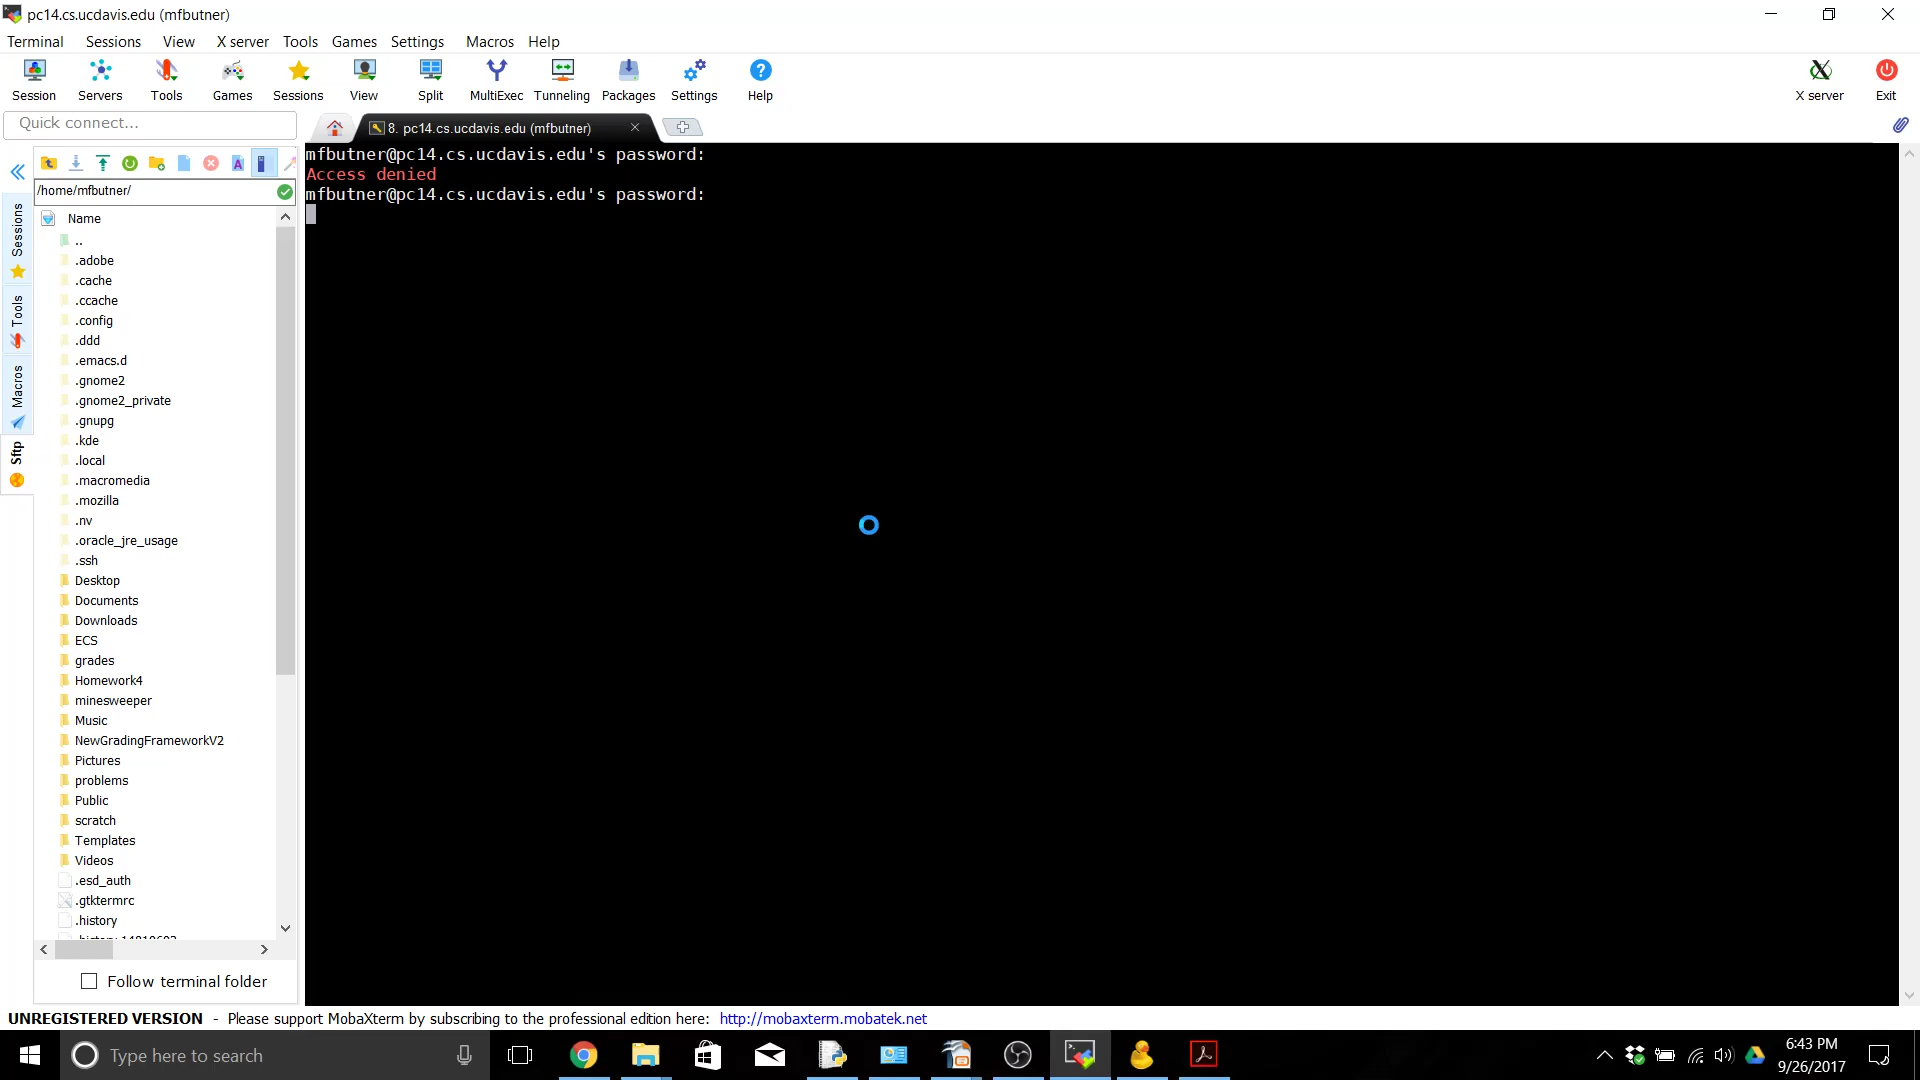 pc14.cs.ucdavis.edu (mfbutner)
Terminal Sessions View X server Tools Games Settings Macros Help
Session Servers Tools Games Sessions View Split MultiExec Tunneling Packages Settings Help X server Exit
Quick connect...
8. pc14.cs.ucdavis.edu (mfbutner)
mfbutner@pc14.cs.ucdavis.edu's password:
Access denied
mfbutner@pc14.cs.ucdavis.edu's password:
Sessions
Tools
Macros
Sftp
/home/mfbutner/
Name
..
.adobe
.cache
.ccache
.config
.ddd
.emacs.d
.gnome2
.gnome2_private
.gnupg
.kde
.local
.macromedia
.mozilla
.nv
.oracle_jre_usage
.ssh
Desktop
Documents
Downloads
ECS
grades
Homework4
minesweeper
Music
NewGradingFrameworkV2
Pictures
problems
Public
scratch
Templates
Videos
.esd_auth
.gtktermrc
.history
Follow terminal folder
UNREGISTERED VERSION - Please support MobaXterm by subscribing to the professional edition here: http://mobaxterm.mobatek.net
Type here to search
6:43 PM
9/26/2017